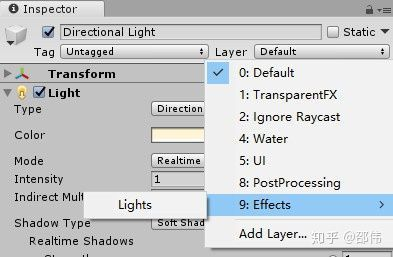 Inspector
Directional Light
Static
Tag Untagged Layer Default
Transform
Light
Type Direction
Color
Mode Realtime
Intensity 1
Indirect Mult
Shadow Type Soft Shad
Realtime Shadows
0: Default
1: TransparentFX
2: Ignore Raycast
4: Water
5: UI
8: PostProcessing
9: Effects
Add Layer...
Lights
知乎 @邵伟